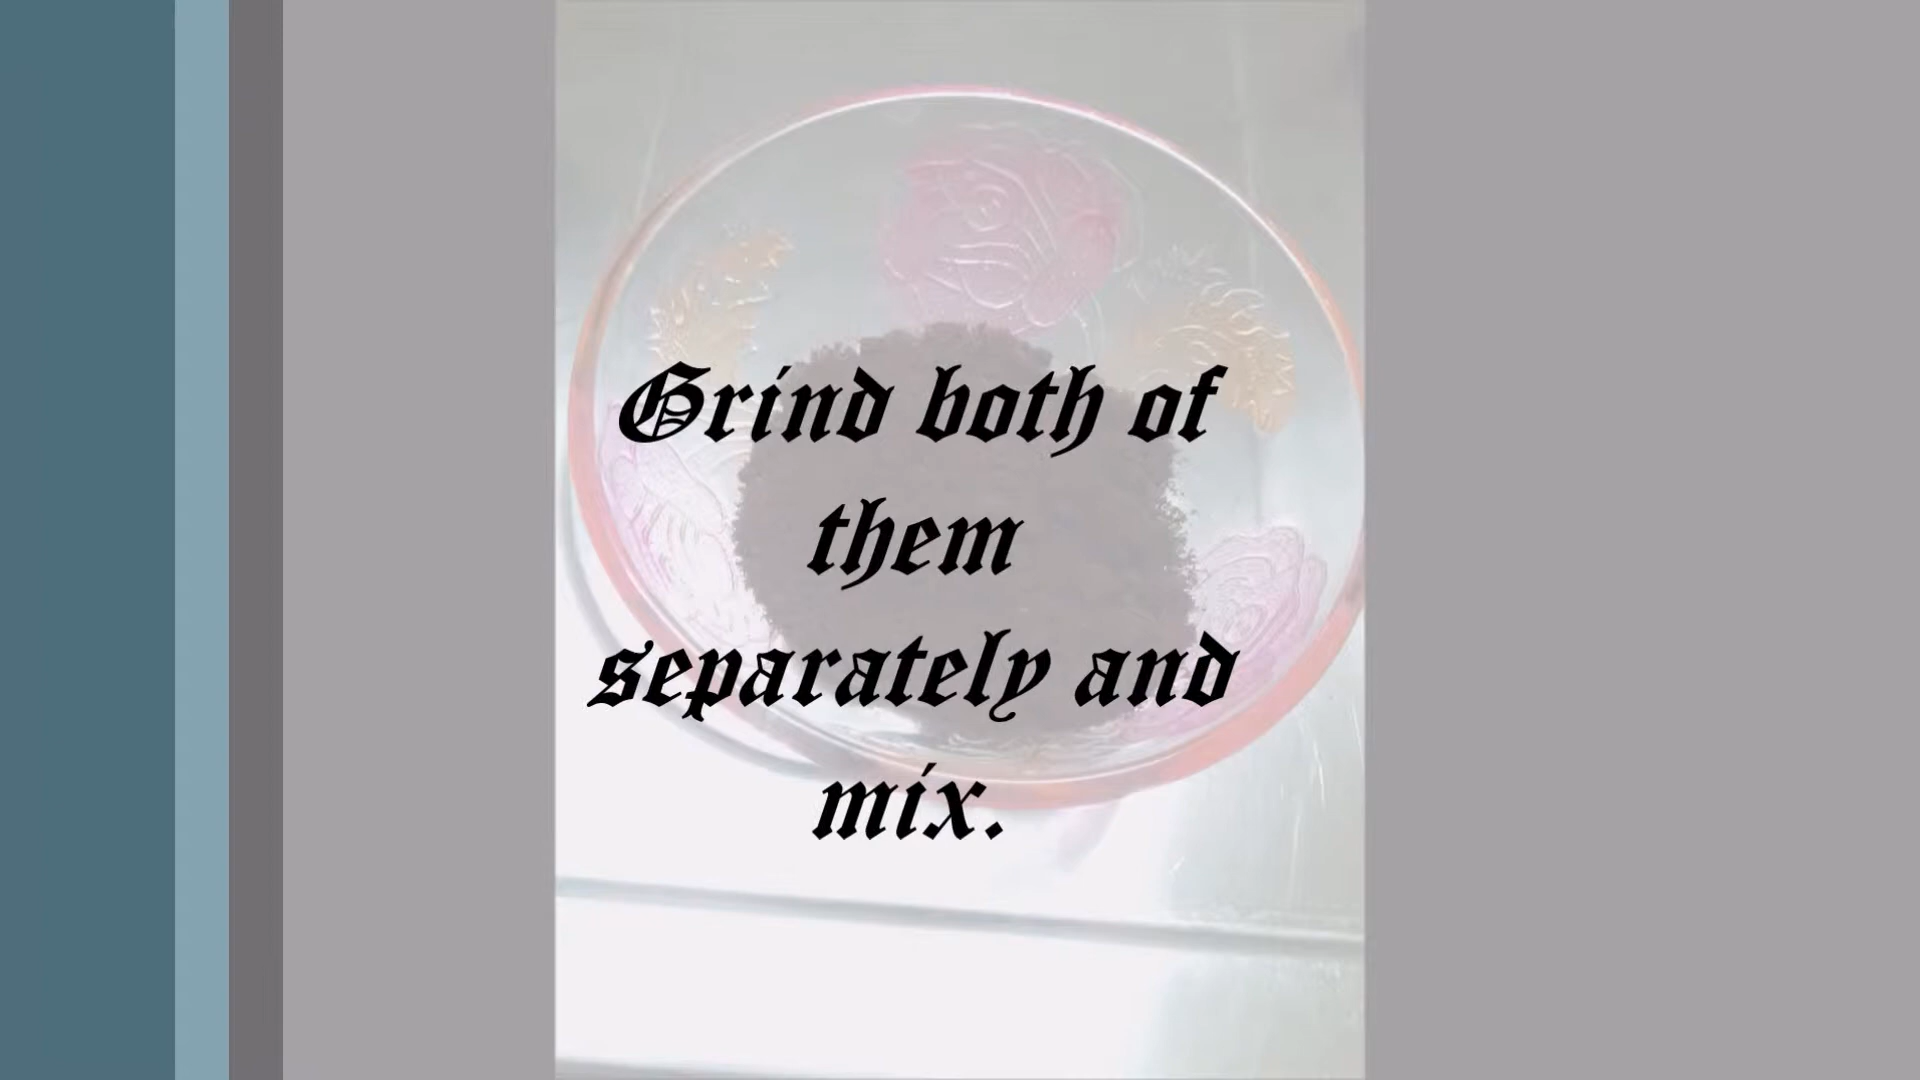 Grind both of
them
separately and
mix.